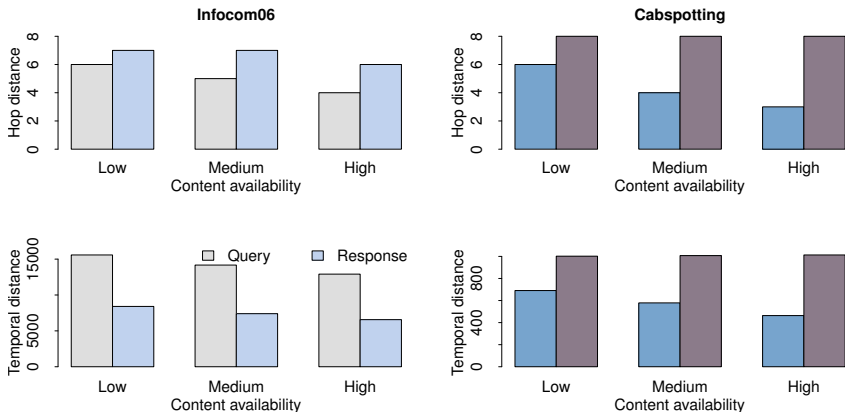 Infocom06
Hop distance
0 2 4 6 8
Low Medium High
Content availability
Cabspotting
Hop distance
0 2 4 6 8
Low Medium High
Content availability
Temporal distance
0 5000 15000
Query Response
Low Medium High
Content availability
Temporal distance
0 400 800
Low Medium High
Content availability